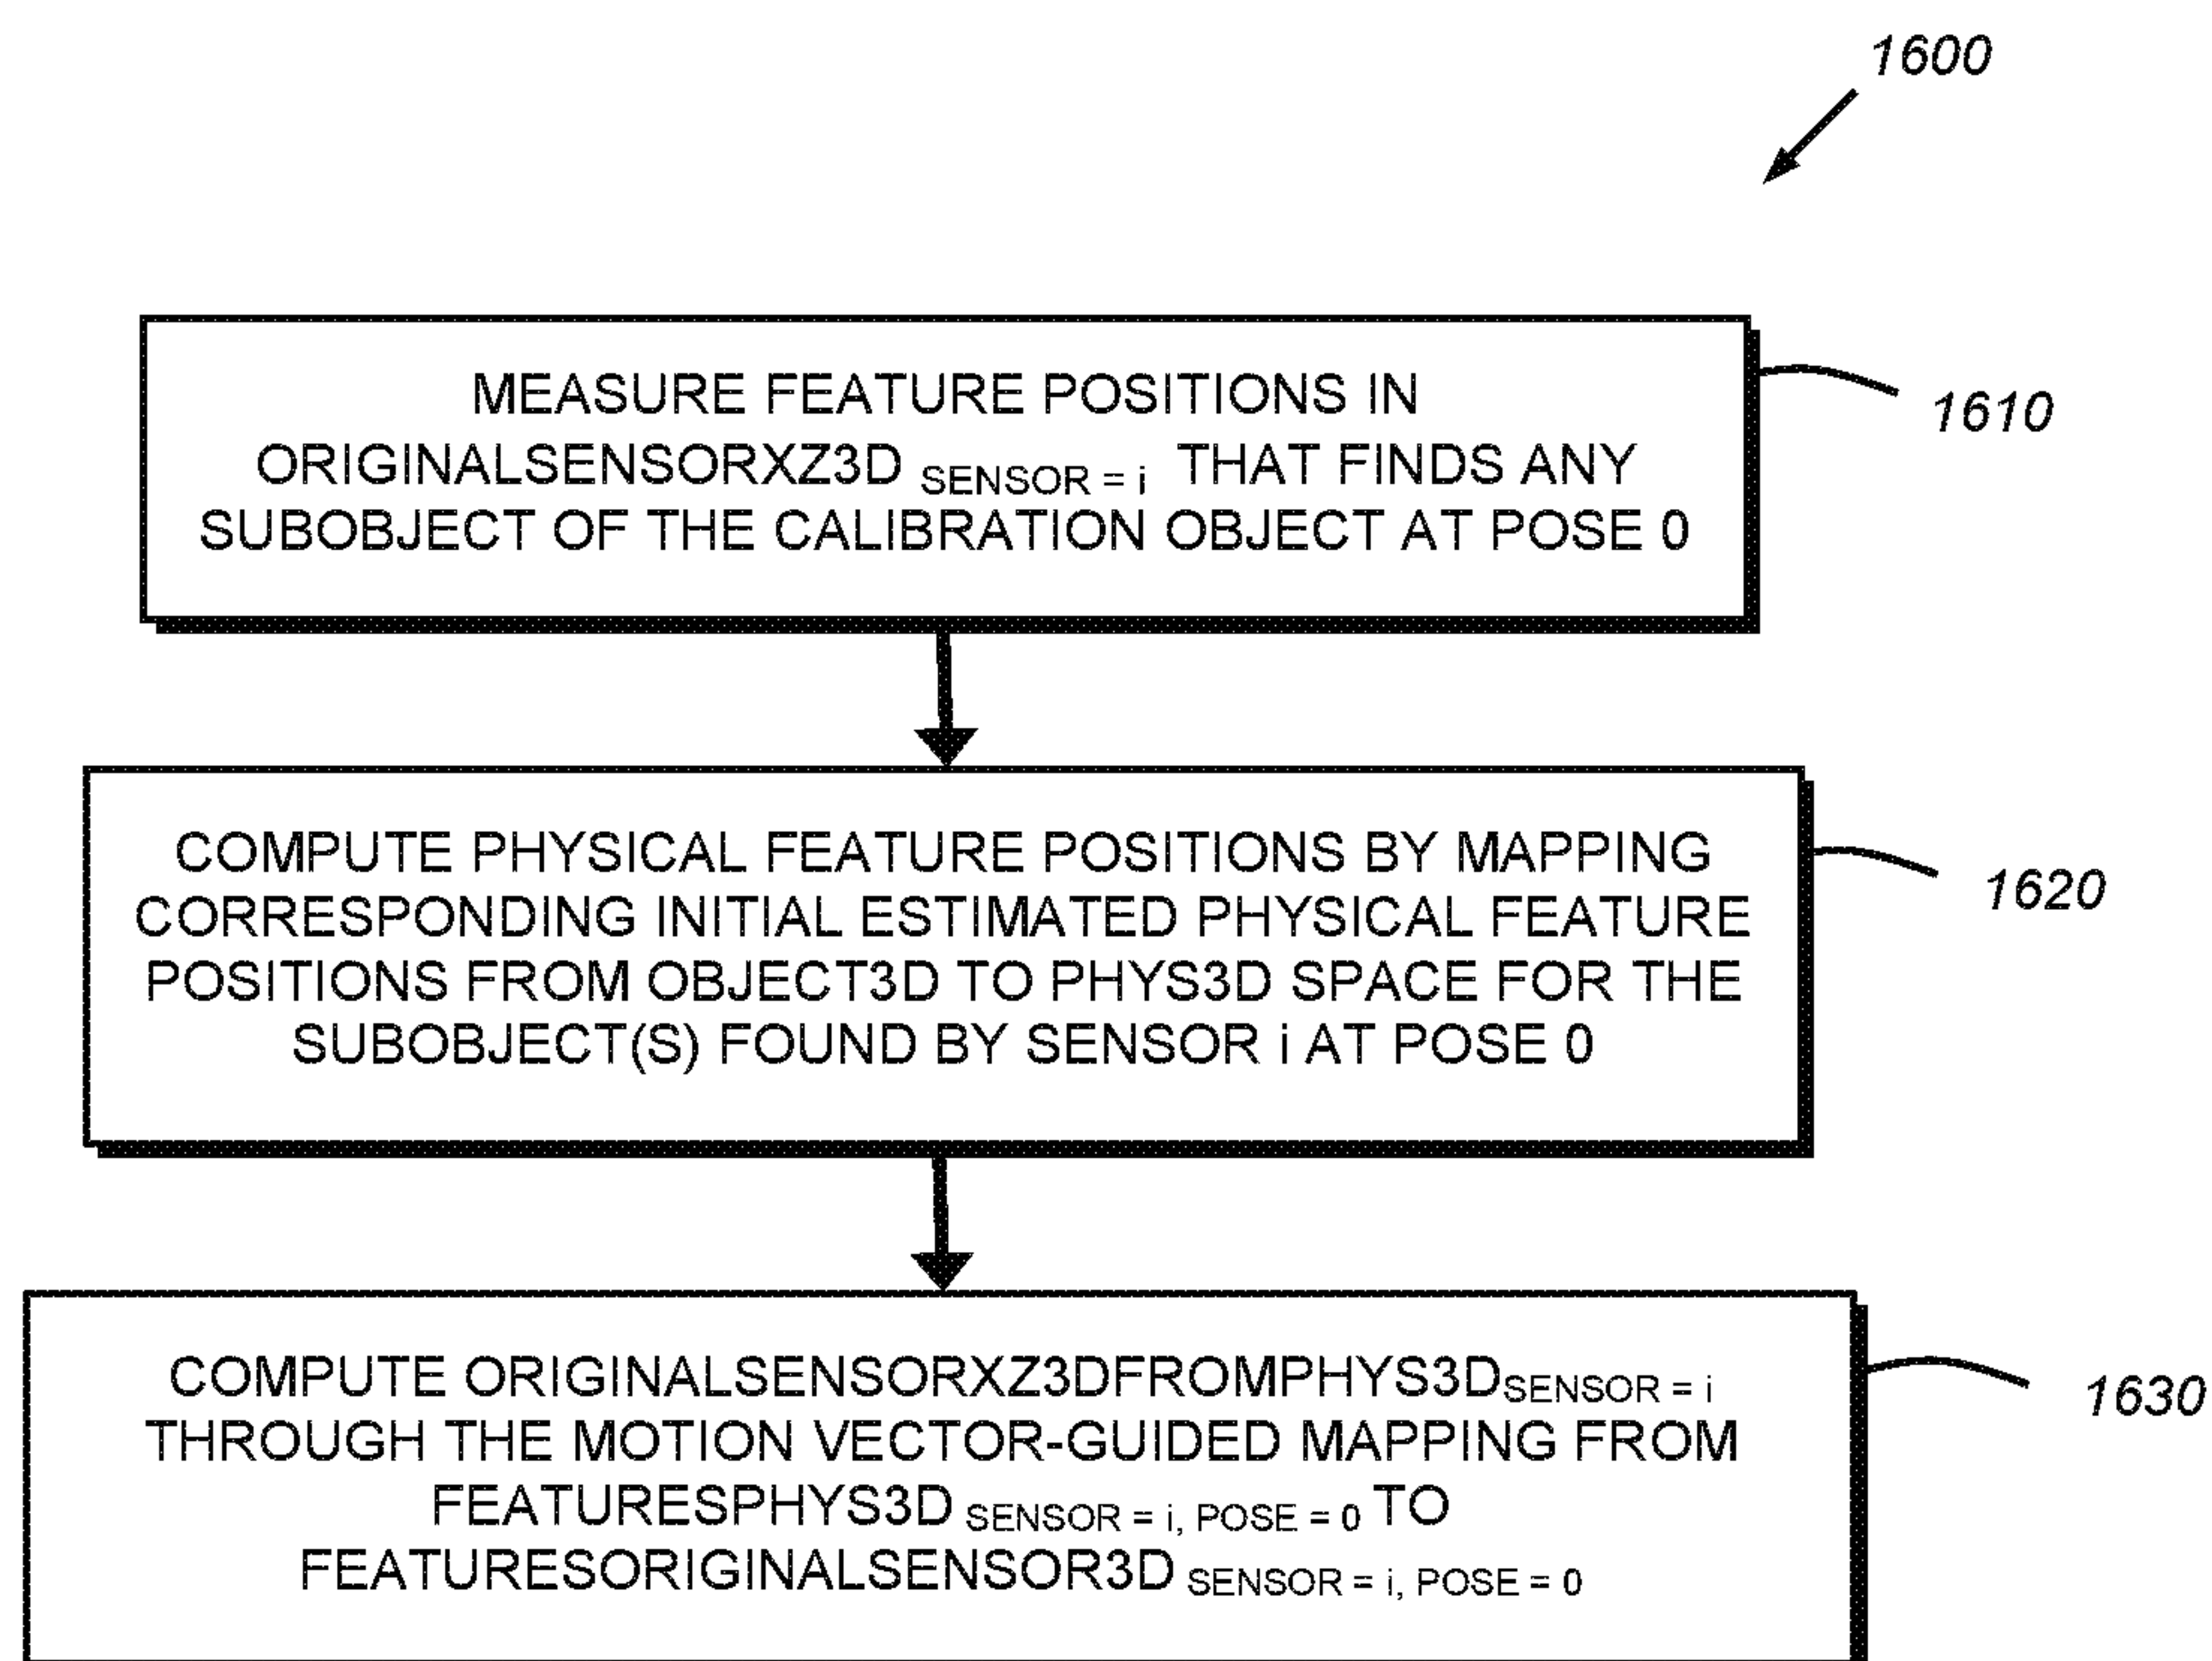 1600
MEASURE FEATURE POSITIONS IN
ORIGINALSENSORXZ3D SENSOR = i THAT FINDS ANY
SUBOBJECT OF THE CALIBRATION OBJECT AT POSE 0
1610
COMPUTE PHYSICAL FEATURE POSITIONS BY MAPPING
CORRESPONDING INITIAL ESTIMATED PHYSICAL FEATURE
POSITIONS FROM OBJECT3D TO PHYS3D SPACE FOR THE
SUBOBJECT(S) FOUND BY SENSOR i AT POSE 0
1620
COMPUTE ORIGINALSENSORXZ3DFROMPHYS3D SENSOR = i
THROUGH THE MOTION VECTOR-GUIDED MAPPING FROM
FEATURESPHYS3D SENSOR = i, POSE = 0 TO
FEATURESORIGINALSENSOR3D SENSOR = i, POSE = 0
1630